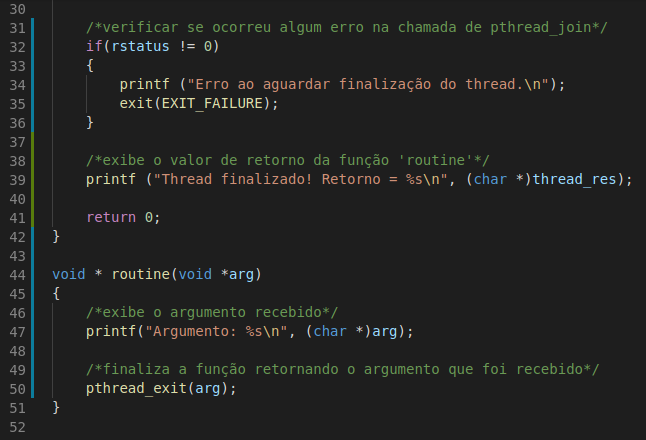 30
31 /*verificar se ocorreu algum erro na chamada de pthread_join*/
32 if(rstatus != 0)
33 {
34 printf ("Erro ao aguardar finalização do thread.\n");
35 exit(EXIT_FAILURE);
36 }
37
38 /*exibe o valor de retorno da função 'routine'*/
39 printf ("Thread finalizado! Retorno = %s\n", (char *)thread_res);
40
41 return 0;
42 }
43
44 void * routine(void *arg)
45 {
46 /*exibe o argumento recebido*/
47 printf("Argumento: %s\n", (char *)arg);
48
49 /*finaliza a função retornando o argumento que foi recebido*/
50 pthread_exit(arg);
51 }
52